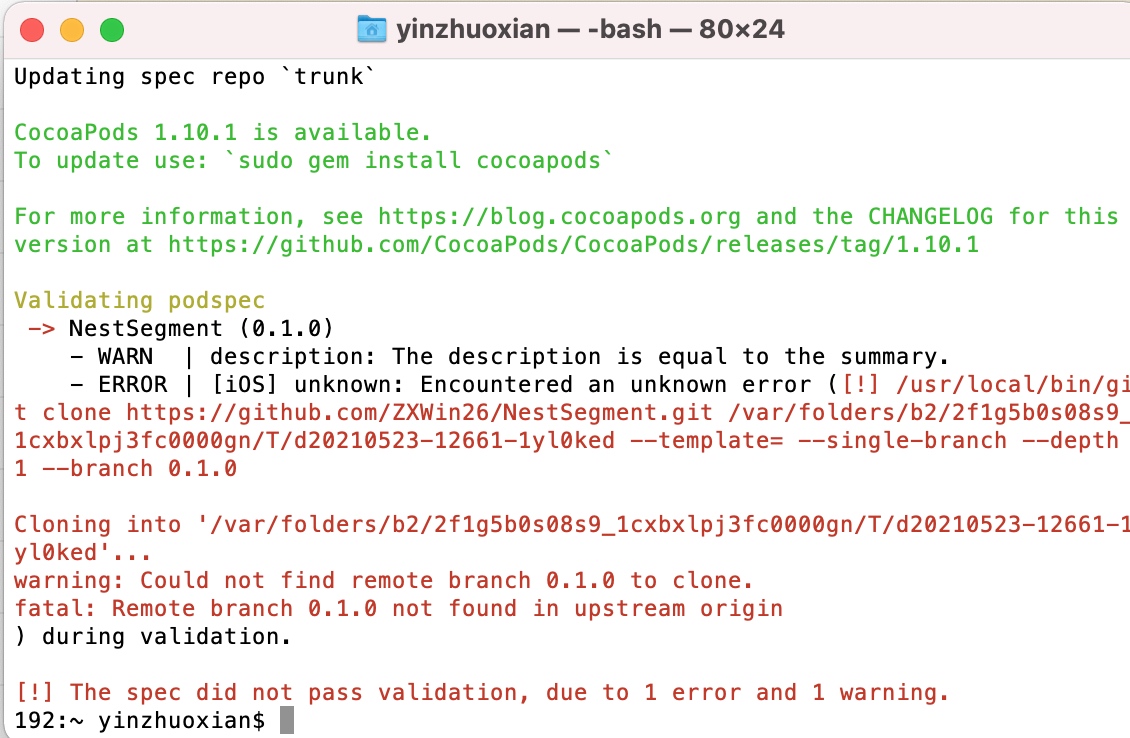 yinzhuoxian — -bash — 80×24
Updating spec repo `trunk`
CocoaPods 1.10.1 is available.
To update use: `sudo gem install cocoapods`
For more information, see https://blog.cocoapods.org and the CHANGELOG for this
version at https://github.com/CocoaPods/CocoaPods/releases/tag/1.10.1
Validating podspec
 -> NestSegment (0.1.0)
    - WARN  | description: The description is equal to the summary.
    - ERROR | [iOS] unknown: Encountered an unknown error ([!] /usr/local/bin/gi
t clone https://github.com/ZXWin26/NestSegment.git /var/folders/b2/2f1g5b0s08s9_
1cxbxlpj3fc0000gn/T/d20210523-12661-1yl0ked --template= --single-branch --depth
1 --branch 0.1.0
Cloning into '/var/folders/b2/2f1g5b0s08s9_1cxbxlpj3fc0000gn/T/d20210523-12661-1
yl0ked'...
warning: Could not find remote branch 0.1.0 to clone.
fatal: Remote branch 0.1.0 not found in upstream origin
) during validation.
[!] The spec did not pass validation, due to 1 error and 1 warning.
192:~ yinzhuoxian$